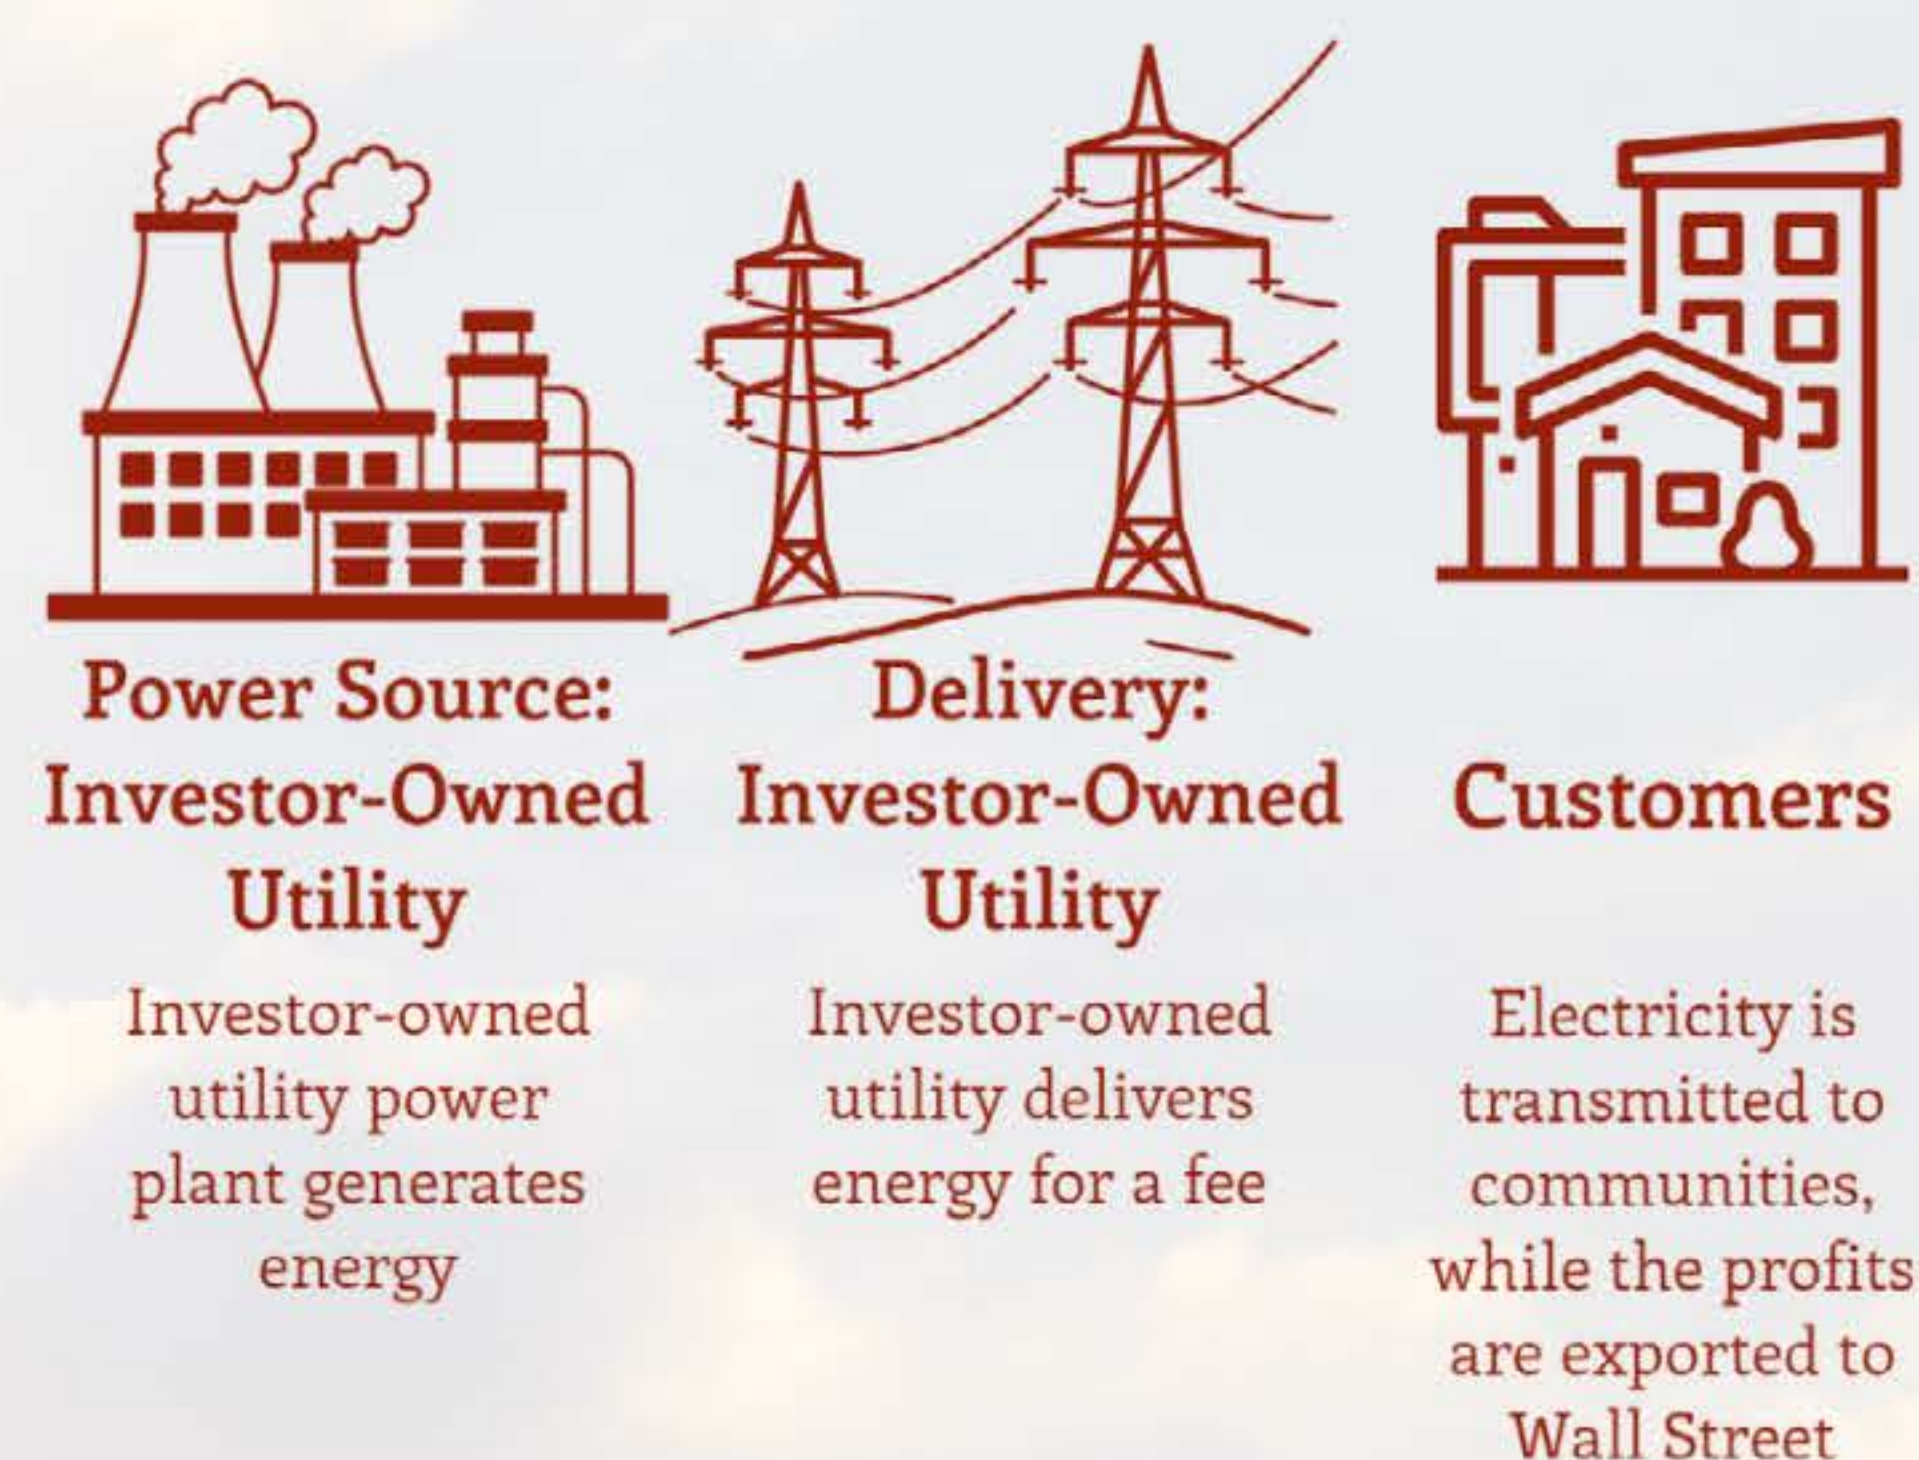 Power Source:
Investor-Owned
Utility
Investor-owned
utility power
plant generates
energy
Delivery:
Investor-Owned
Utility
Investor-owned
utility delivers
energy for a fee
Customers
Electricity is
transmitted to
communities,
while the profits
are exported to
Wall Street